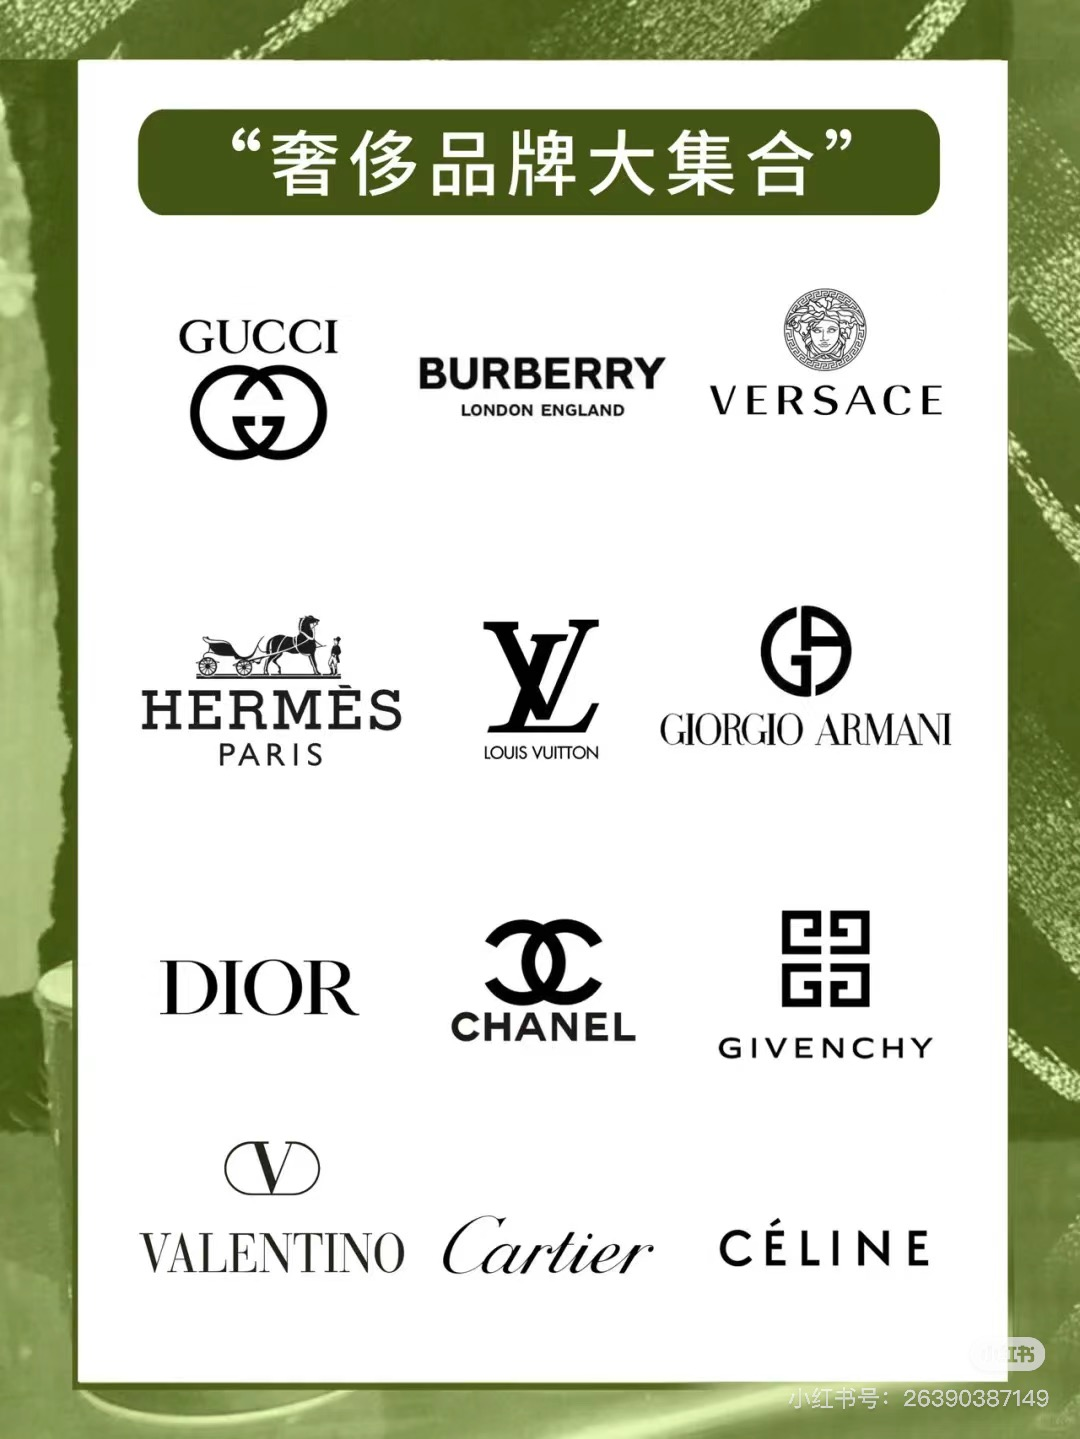 “奢侈品牌大集合”
GUCCI
BURBERRY
LONDON ENGLAND
VERSACE
HERMÈS
PARIS
LOUIS VUITTON
GIORGIO ARMANI
DIOR
CHANEL
GIVENCHY
V
VALENTINO
Cartier
CÉLINE
小红书
小红书号：26390387149